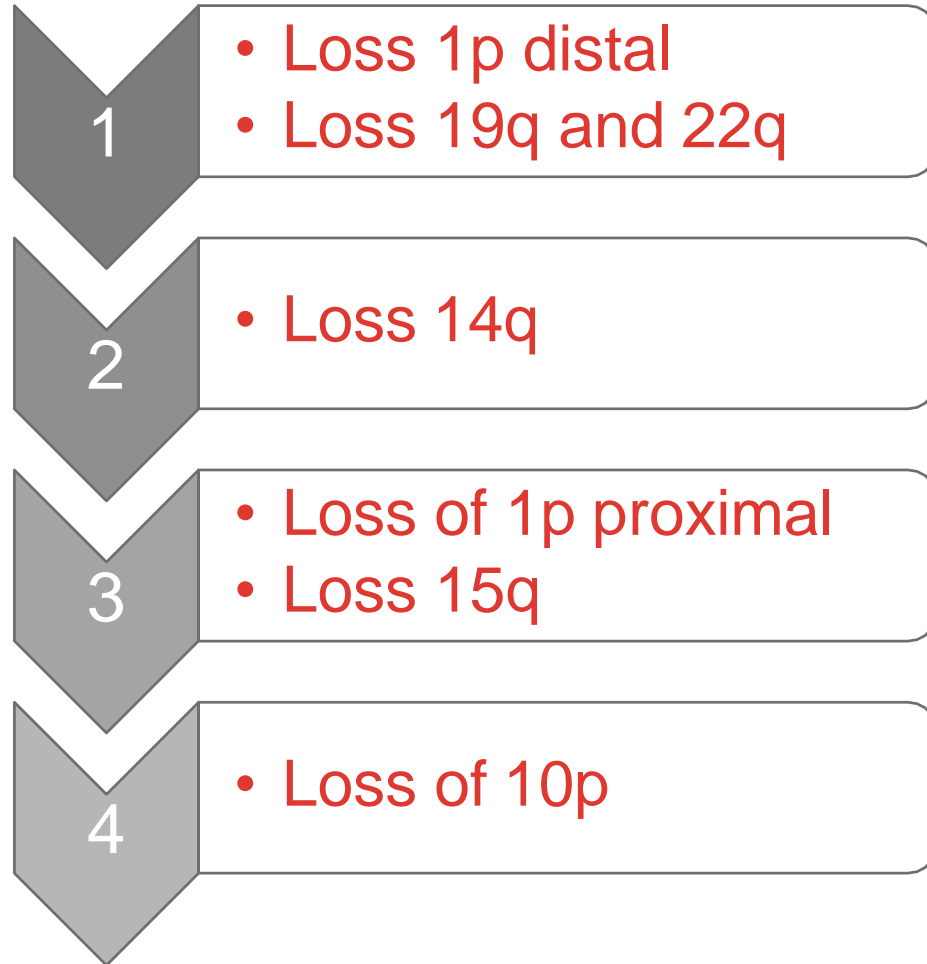 1
• Loss 1p distal
• Loss 19q and 22q
2
• Loss 14q
3
• Loss of 1p proximal
• Loss 15q
4
• Loss of 10p